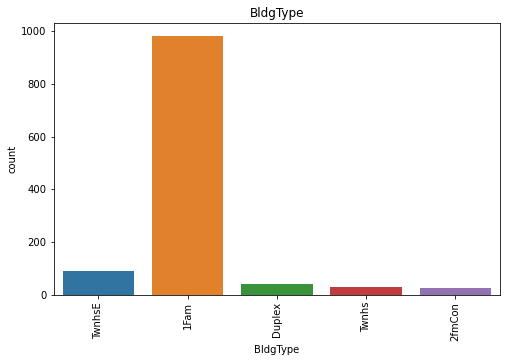 BldgType
1000
800
600
400
200
0
count
TwnhsE
1Fam
Duplex
Twnhs
2fmCon
BldgType